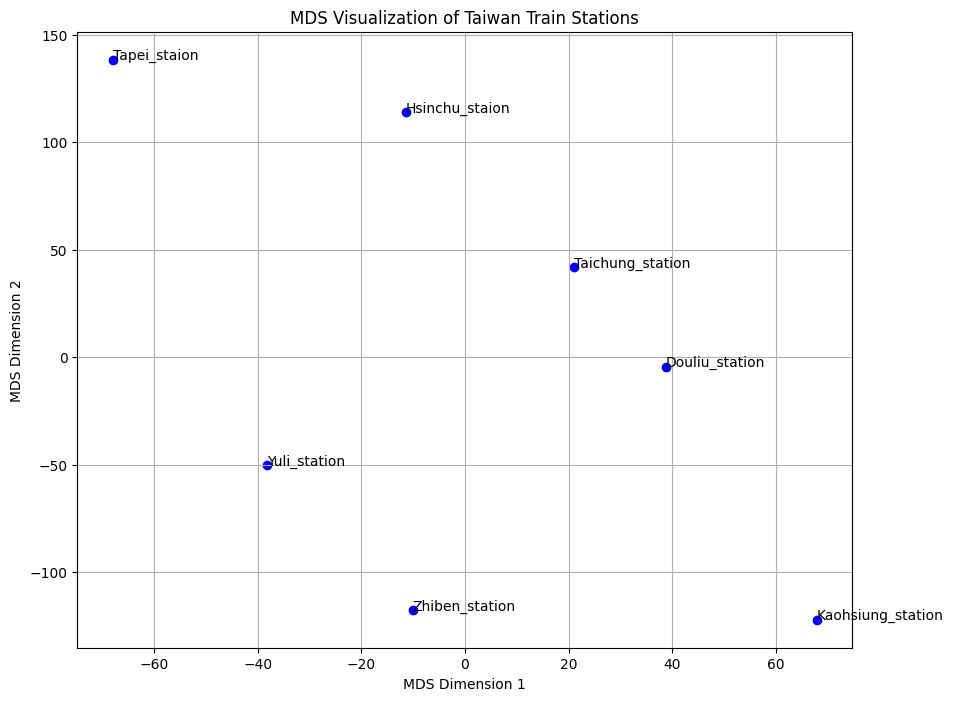 MDS Visualization of Taiwan Train Stations
150
Tapei_staion
Hsinchu_staion
100
50
Taichung_station
0
Douliu_station
−50
Yuli_station
−100
Zhiben_station
Kaohsiung_station
−60
−40
−20
0
20
40
60
MDS Dimension 1
MDS Dimension 2